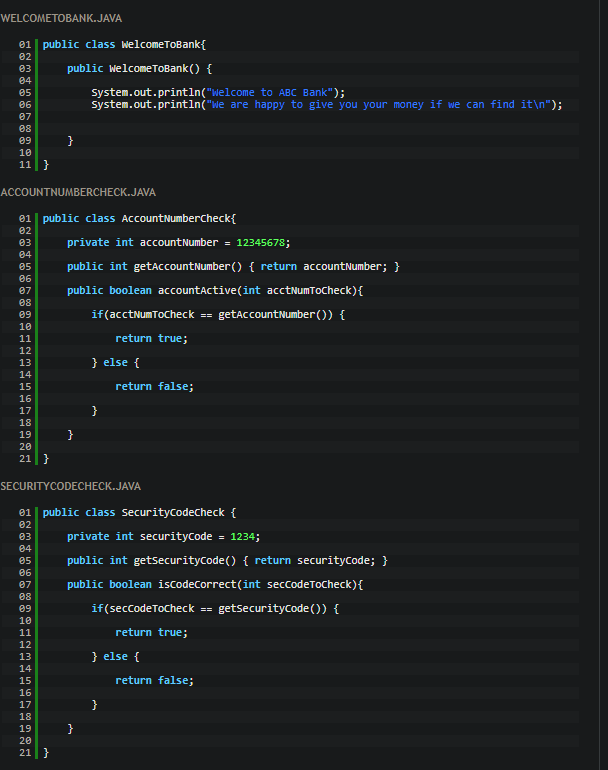 WELCOMETOBANK.JAVA
01 public class WelcomeToBank{
02
03     public WelcomeToBank() {
04
05         System.out.println("Welcome to ABC Bank");
06         System.out.println("We are happy to give you your money if we can find it\n");
07
08
09     }
10
11 }
ACCOUNTNUMBERCHECK.JAVA
01 public class AccountNumberCheck{
02
03     private int accountNumber = 12345678;
04
05     public int getAccountNumber() { return accountNumber; }
06
07     public boolean accountActive(int acctNumToCheck){
08
09         if(acctNumToCheck == getAccountNumber()) {
10
11             return true;
12
13         } else {
14
15             return false;
16
17         }
18
19     }
20
21 }
SECURITYCODECHECK.JAVA
01 public class SecurityCodeCheck {
02
03     private int securityCode = 1234;
04
05     public int getSecurityCode() { return securityCode; }
06
07     public boolean isCodeCorrect(int secCodeToCheck){
08
09         if(secCodeToCheck == getSecurityCode()) {
10
11             return true;
12
13         } else {
14
15             return false;
16
17         }
18
19     }
20
21 }